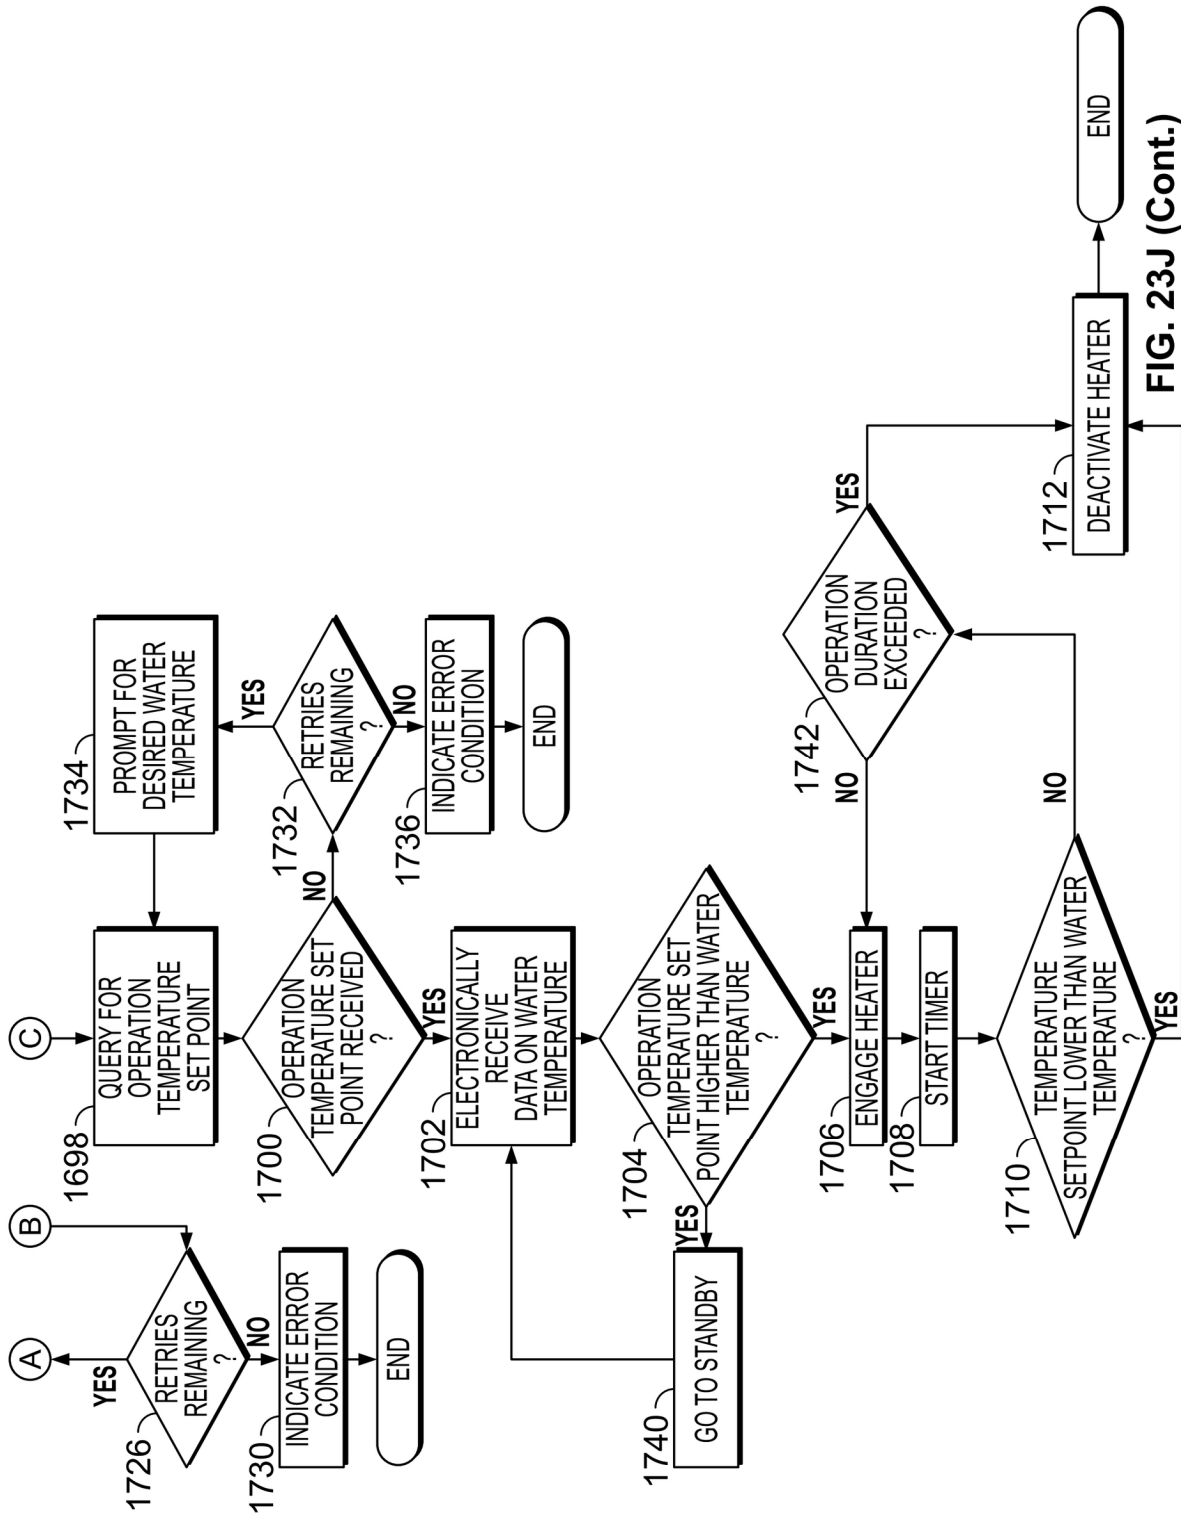 A
B
C
YES
1726
RETRIES
REMAINING
?
NO
1730
INDICATE ERROR
CONDITION
END
1698
QUERY FOR
OPERATION
TEMPERATURE
SET POINT
1734
PROMPT FOR
DESIRED WATER
TEMPERATURE
1700
OPERATION
TEMPERATURE SET
POINT RECEIVED
?
NO
YES
1732
RETRIES
REMAINING
?
YES
NO
1736
INDICATE ERROR
CONDITION
END
1702
ELECTRONICALLY
RECEIVE
DATA ON WATER
TEMPERATURE
1704
OPERATION
TEMPERATURE SET
POINT HIGHER THAN WATER
TEMPERATURE
?
YES
YES
1740
GO TO STANDBY
1706
ENGAGE HEATER
1708
START TIMER
1710
TEMPERATURE
SETPOINT LOWER THAN WATER
TEMPERATURE
?
NO
YES
1742
OPERATION
DURATION
EXCEEDED
?
NO
YES
1712
DEACTIVATE HEATER
END
FIG. 23J (Cont.)